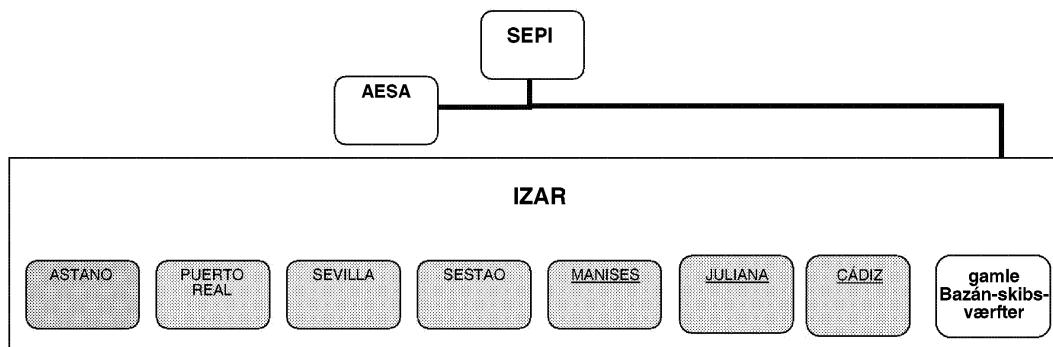 SEPI
AESA
IZAR
ASTANO
PUERTO
REAL
SEVILLA
SESTAO
MANISES
JULIANA
CÁDIZ
gamle
Bazán-skibs-
værfter